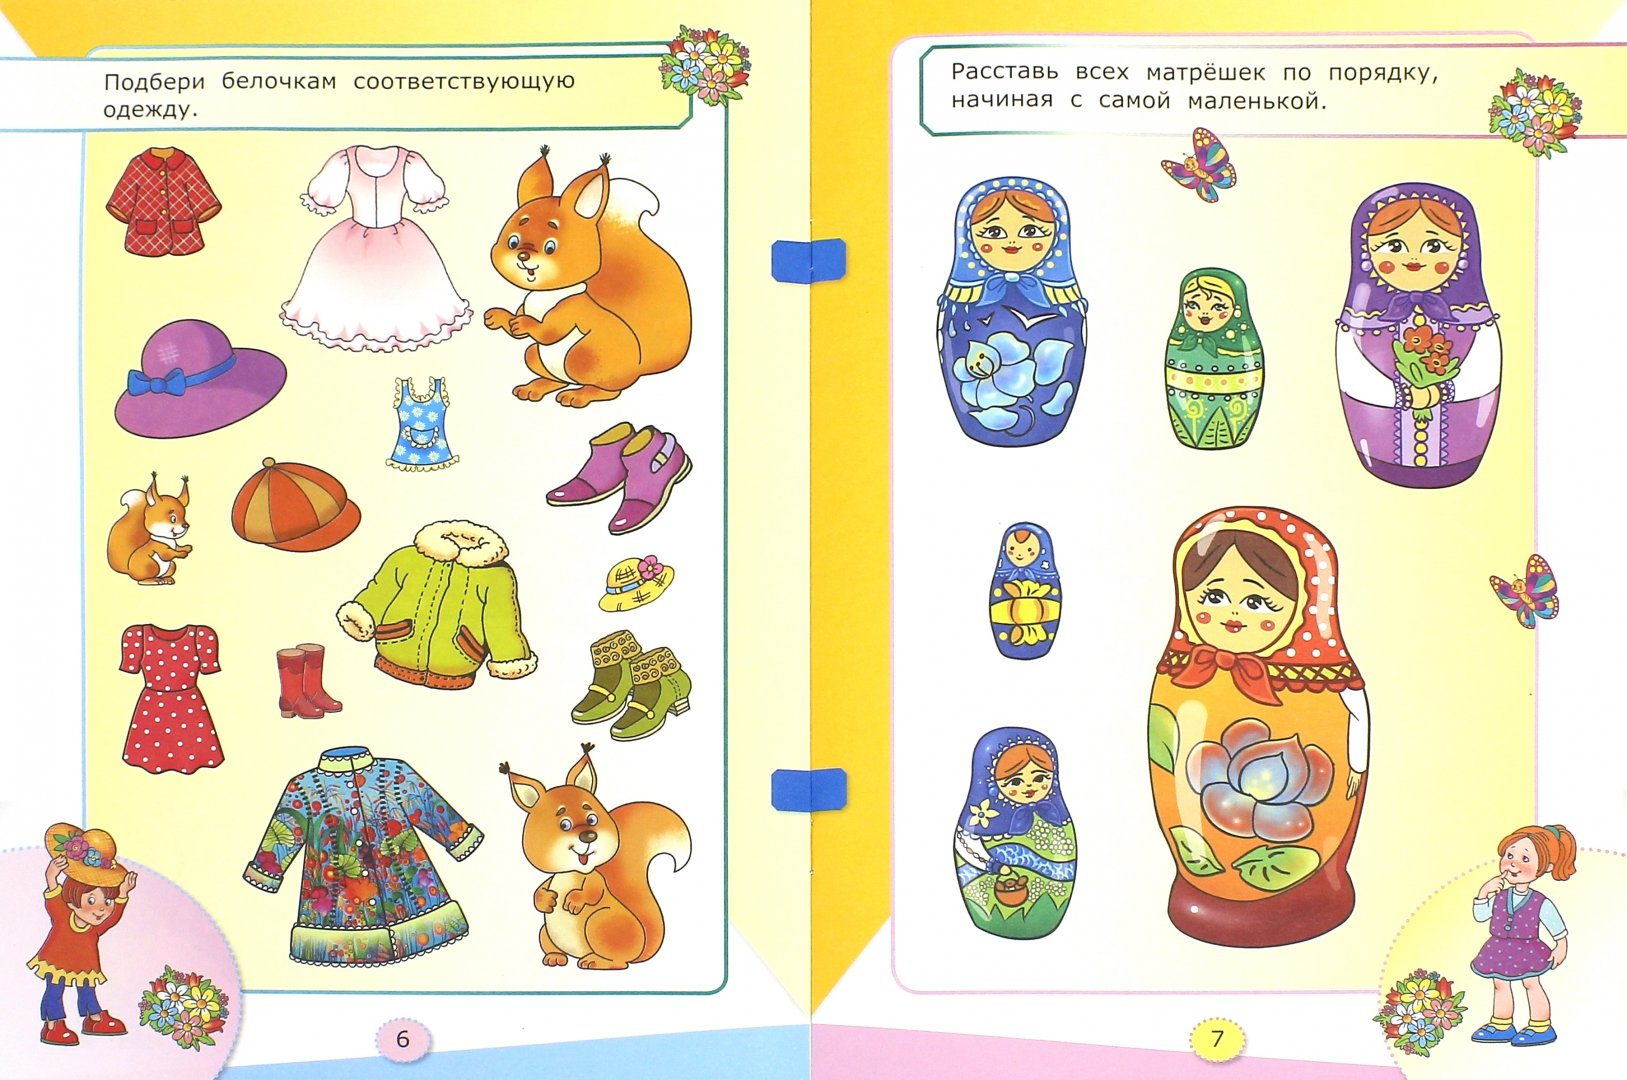 Подбери белочкам соответствующую
одежду.
6
Расставь всех матрёшек по порядку,
начиная с самой маленькой.
7